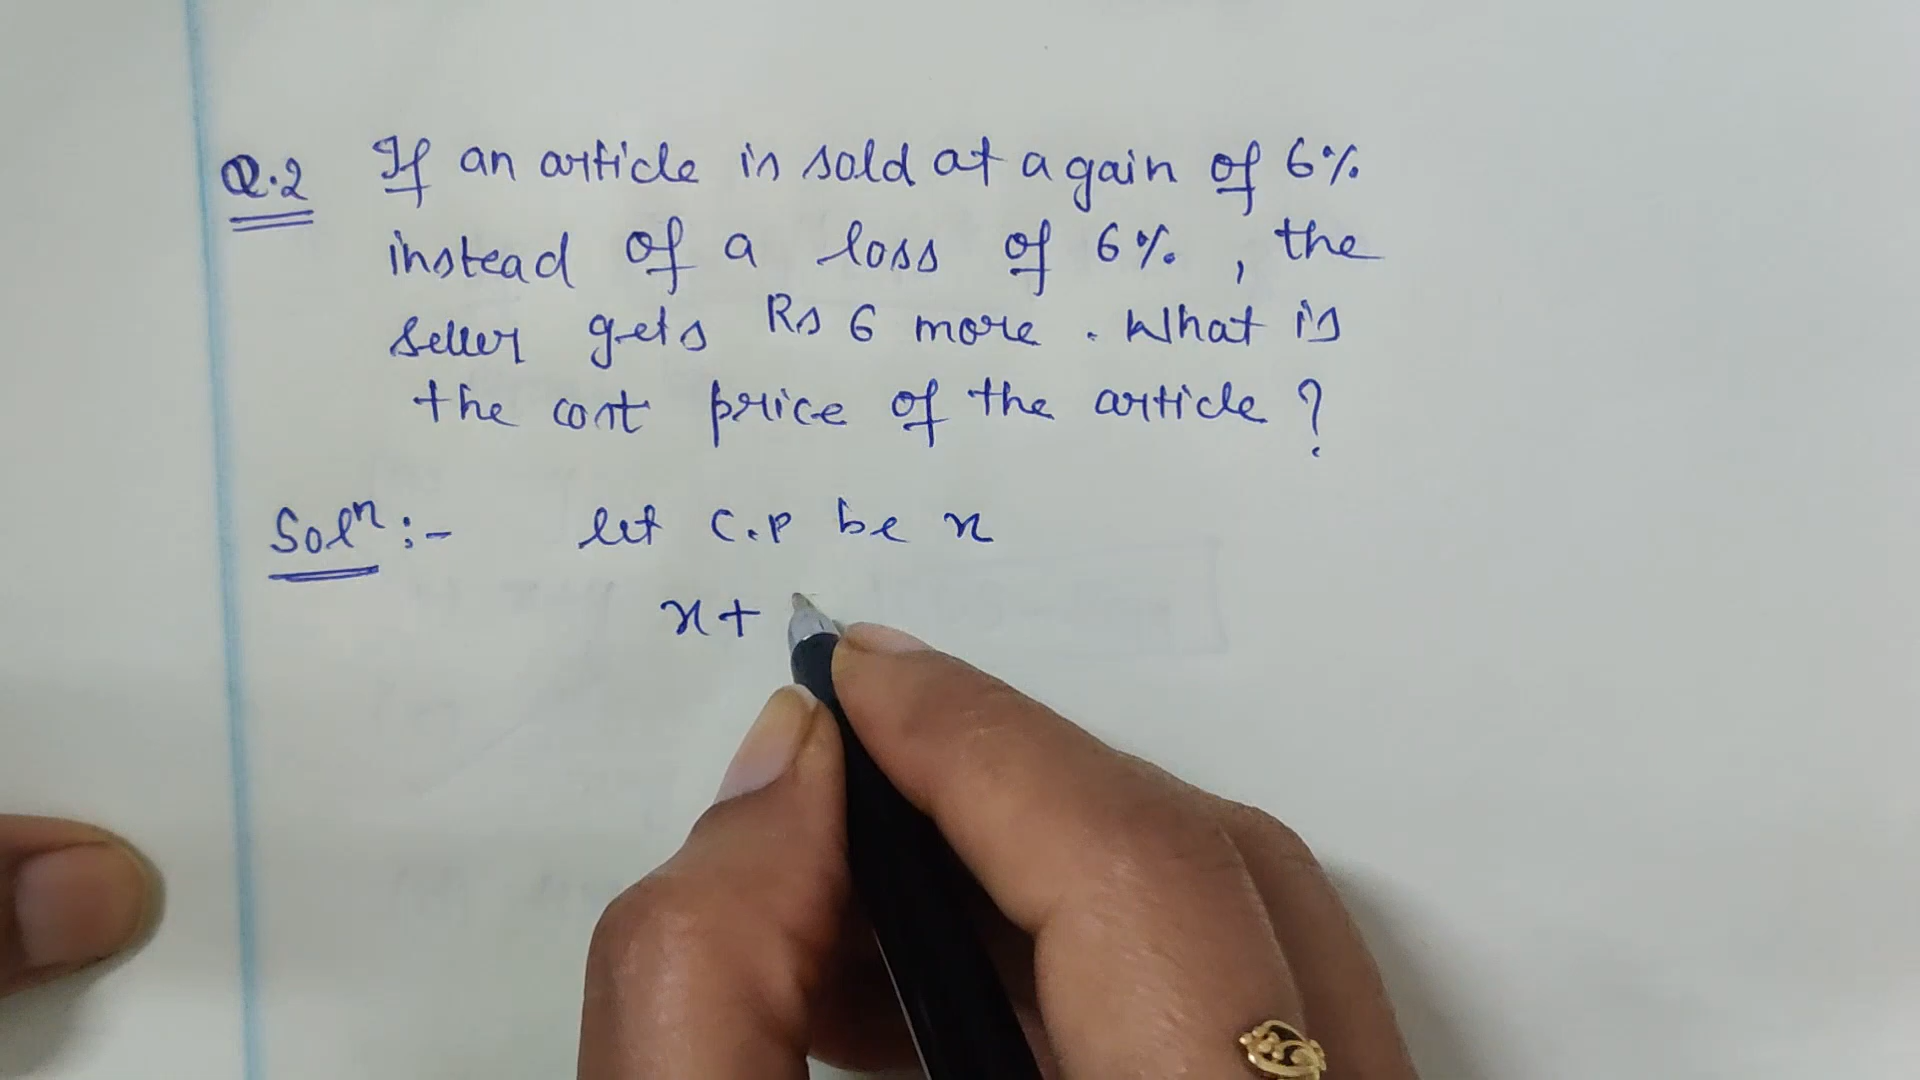 Q.2 If an article is sold at a gain of 6%
instead of a loss of 6%, the
seller gets Rs 6 more. What is
the cost price of the article?
Solⁿ:- let C.P be x
x+